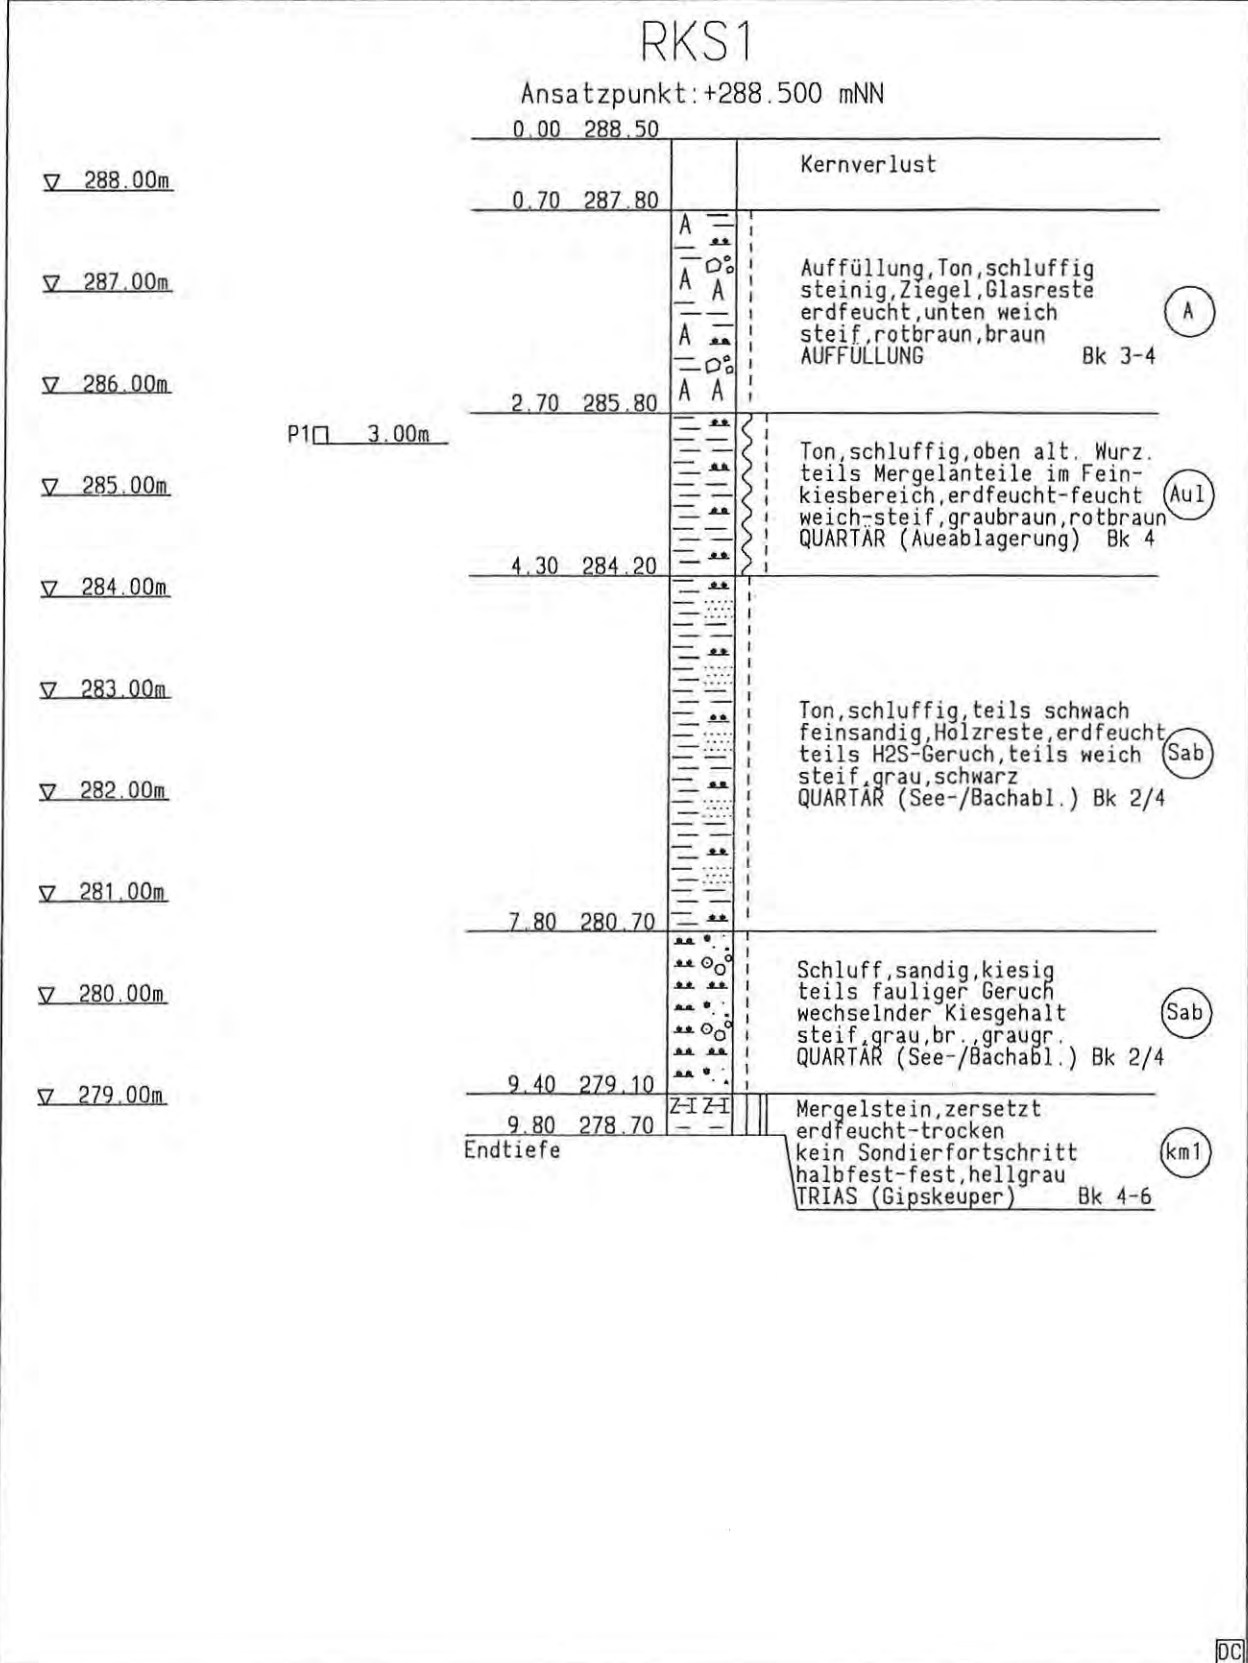 RKS1
Ansatzpunkt:+288.500 mNN
0.00 288.50
Kernverlust
▽ 288.00m
0.70 287.80
A
A
A
A
A A
▽ 287.00m
Auffüllung,Ton,schluffig
steinig,Ziegel,Glasreste
erdfeucht,unten weich
steif,rotbraun,braun
AUFFÜLLUNG Bk 3-4
A
▽ 286.00m
2.70 285.80
P1 3.00m
▽ 285.00m
Ton,schluffig,oben alt. Wurz.
teils Mergelanteile im Fein-
kiesbereich,erdfeucht-feucht
weich-steif,graubraun,rotbraun
QUARTÄR (Aueablagerung) Bk 4
Aul
4.30 284.20
▽ 284.00m
▽ 283.00m
Ton,schluffig,teils schwach
feinsandig,Holzreste,erdfeucht
teils H2S-Geruch,teils weich
steif,grau,schwarz
QUARTÄR (See-/Bachabl.) Bk 2/4
Sab
▽ 282.00m
▽ 281.00m
7.80 280.70
Schluff,sandig,kiesig
teils fauliger Geruch
wechselnder Kiesgehalt
steif,grau,br.,graugr.
QUARTÄR (See-/Bachabl.) Bk 2/4
Sab
▽ 280.00m
9.40 279.10
▽ 279.00m
Z Z
9.80 278.70
Endtiefe
Mergelstein,zersetzt
erdfeucht-trocken
kein Sondierfortschritt
halbfest-fest,hellgrau
TRIAS (Gipskeuper) Bk 4-6
km1
DC